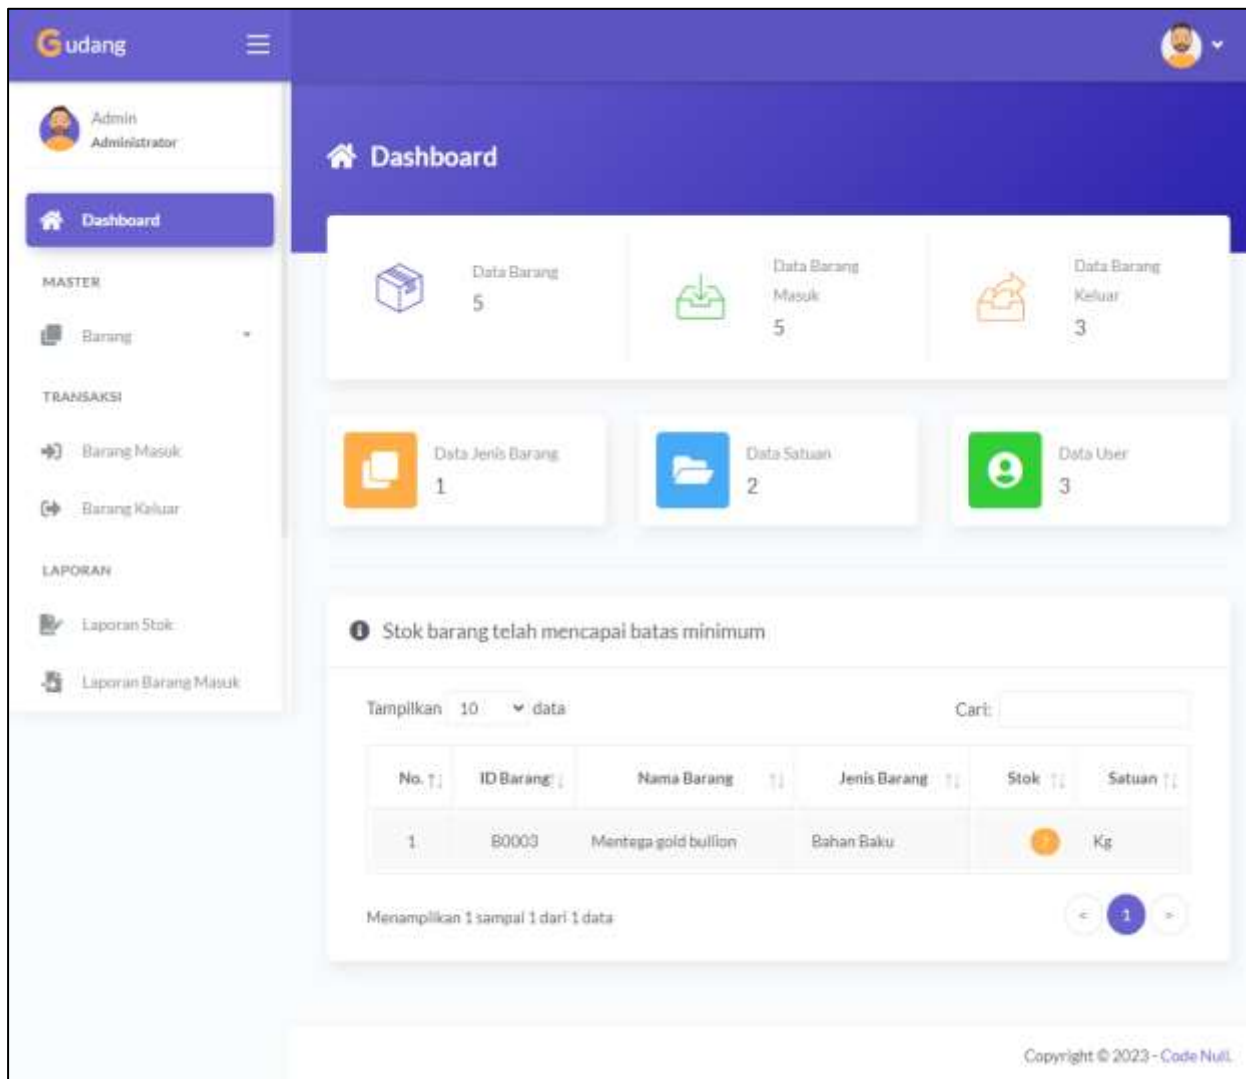 Gudang
Admin
Administrator
Dashboard
MASTER
Barang
TRANSAKSI
Barang Masuk
Barang Keluar
LAPORAN
Laporan Stok
Laporan Barang Masuk
Dashboard
Data Barang
5
Data Barang
Masuk
5
Data Barang
Keluar
3
Data Jenis Barang
1
Data Satuan
2
Data User
3
Stok barang telah mencapai batas minimum
Tampilkan 10 data
Cari:
No. ID Barang Nama Barang Jenis Barang Stok Satuan
1 B0003 Mentega gold bullion Bahan Baku Kg
Menampilkan 1 sampai 1 dari 1 data
< 1 >
Copyright © 2023 - Code Null.